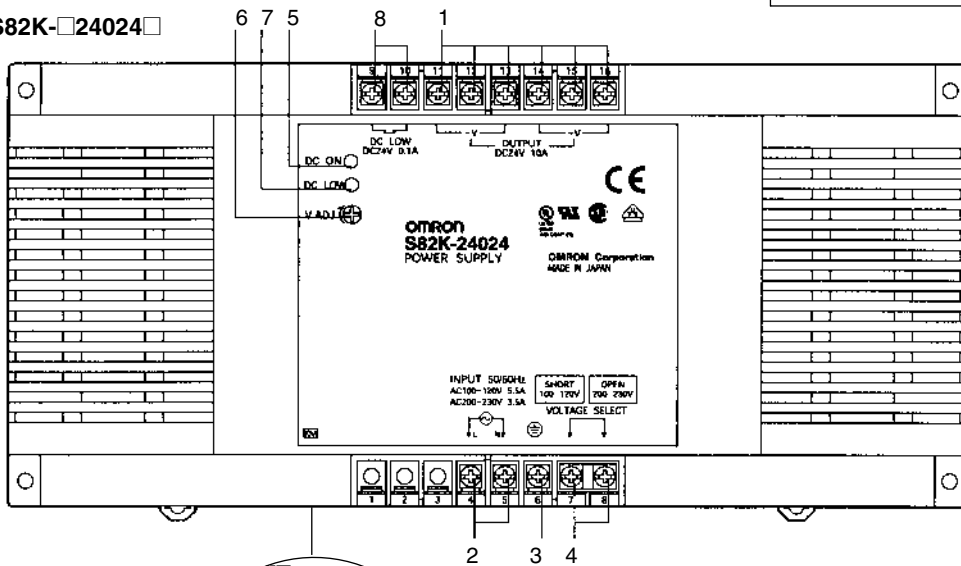 S82K-□24024□
6 7 5 8 1
9 10 11 12 13 14 15 16
DC LOW
DC24V 0.1A
-V +V
OUTPUT
DC24V 10A
DC ON
DC LOW
V.ADJ
CE
OMRON
S82K-24024
POWER SUPPLY
OMRON Corporation
MADE IN JAPAN
INPUT 50/60Hz
AC100-120V 5.5A
AC200-230V 3.5A
SHORT
100-120V
OPEN
200-230V
VOLTAGE SELECT
1 2 3 4 5 6 7 8
2 3 4